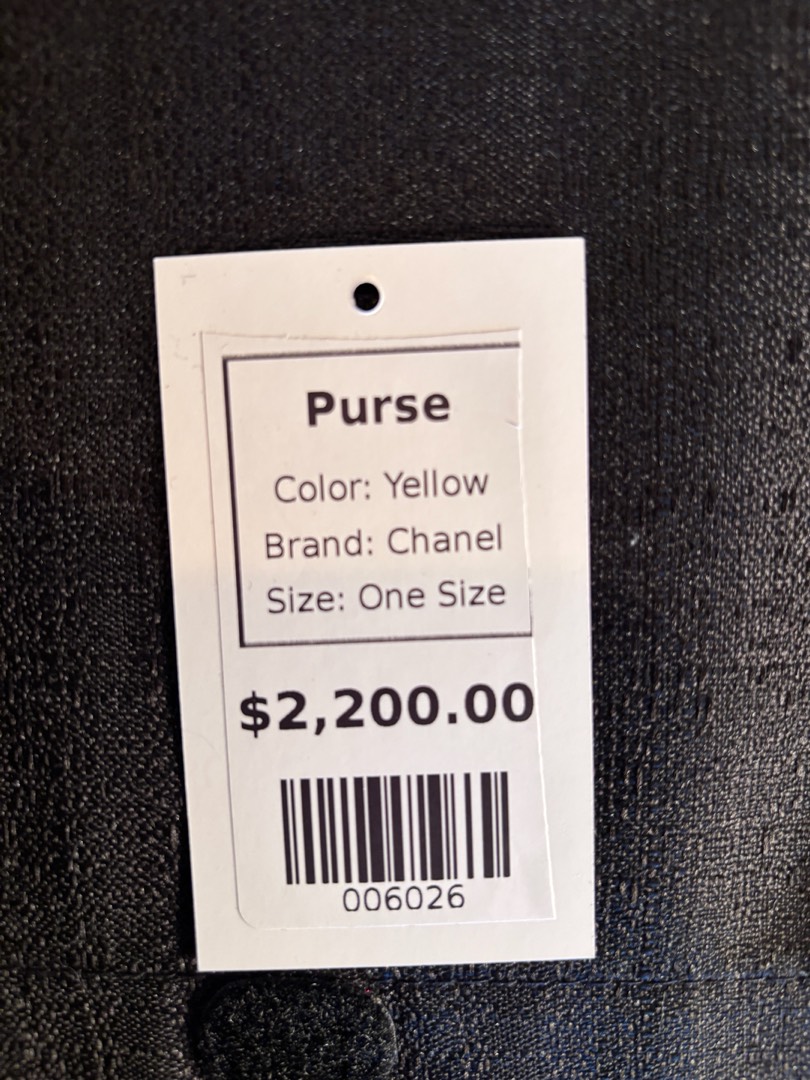 Purse
Color: Yellow
Brand: Chanel
Size: One Size
$2,200.00
006026